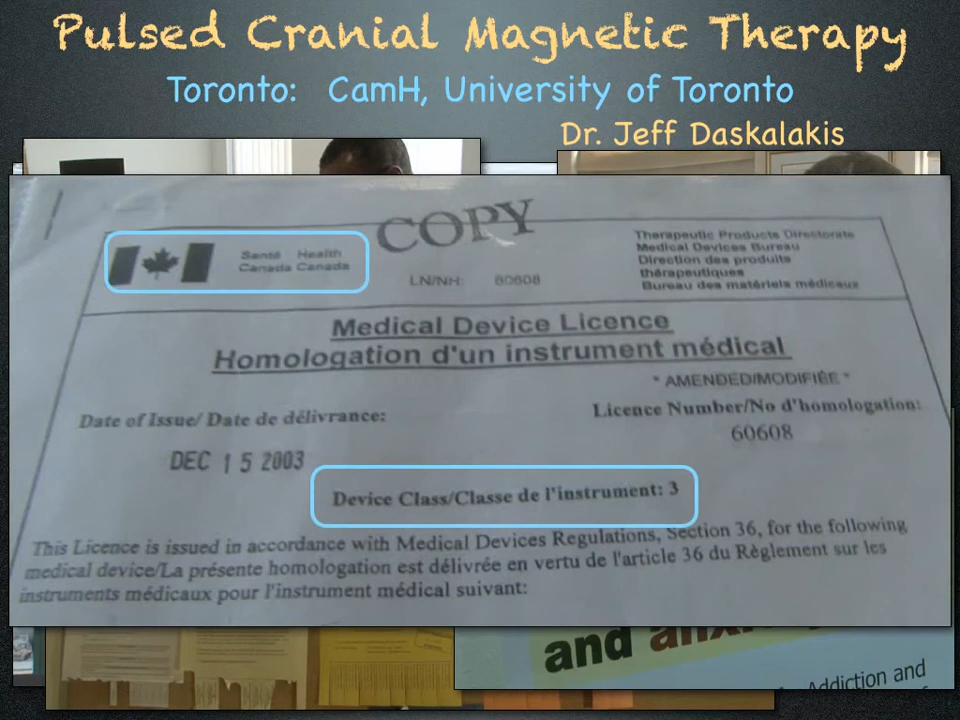 Pulsed Cranial Magnetic Therapy
Toronto: CamH, University of Toronto
Dr. Jeff Daskalakis
COPY
Santé Health
Canada Canada
LN/NH: 60608
Therapeutic Products Directorate
Medical Devices Bureau
Direction des produits
thérapeutiques
Bureau des matériels médicaux
Medical Device Licence
Homologation d'un instrument médical
* AMENDED/MODIFIÉE *
Date of Issue/ Date de délivrance:
Licence Number/No d'homologation:
60608
DEC 15 2003
Device Class/Classe de l'instrument: 3
This Licence is issued in accordance with Medical Devices Regulations, Section 36, for the following
medical device/La présente homologation est délivrée en vertu de l'article 36 du Règlement sur les
instruments médicaux pour l'instrument médical suivant:
and
Addiction and